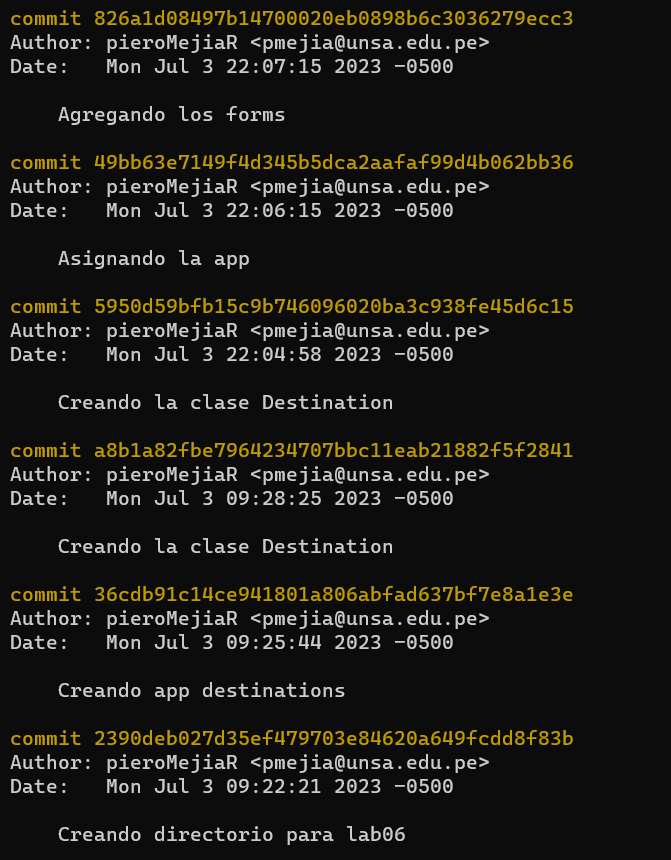 commit 826a1d08497b14700020eb0898b6c3036279ecc3
Author: pieroMejiaR <pmejia@unsa.edu.pe>
Date:   Mon Jul 3 22:07:15 2023 -0500
Agregando los forms
commit 49bb63e7149f4d345b5dca2aafaf99d4b062bb36
Author: pieroMejiaR <pmejia@unsa.edu.pe>
Date:   Mon Jul 3 22:06:15 2023 -0500
Asignando la app
commit 5950d59bfb15c9b746096020ba3c938fe45d6c15
Author: pieroMejiaR <pmejia@unsa.edu.pe>
Date:   Mon Jul 3 22:04:58 2023 -0500
Creando la clase Destination
commit a8b1a82fbe7964234707bbc11eab21882f5f2841
Author: pieroMejiaR <pmejia@unsa.edu.pe>
Date:   Mon Jul 3 09:28:25 2023 -0500
Creando la clase Destination
commit 36cdb91c14ce941801a806abfad637bf7e8a1e3e
Author: pieroMejiaR <pmejia@unsa.edu.pe>
Date:   Mon Jul 3 09:25:44 2023 -0500
Creando app destinations
commit 2390deb027d35ef479703e84620a649fcdd8f83b
Author: pieroMejiaR <pmejia@unsa.edu.pe>
Date:   Mon Jul 3 09:22:21 2023 -0500
Creando directorio para lab06